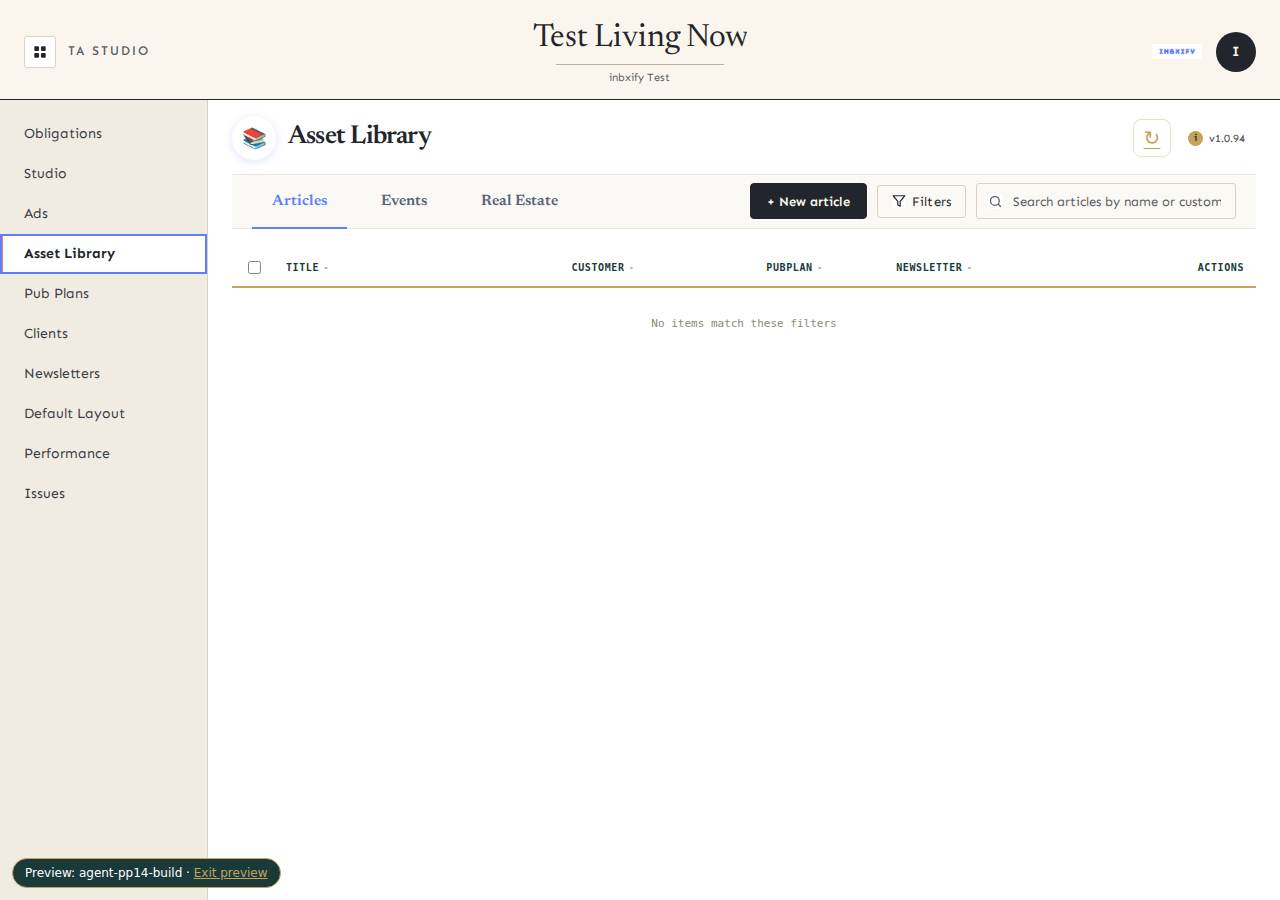 TA STUDIO
Test Living Now
inbxify Test
INBXIFY
I
Obligations
Studio
Ads
Asset Library
Pub Plans
Clients
Newsletters
Default Layout
Performance
Issues
Asset Library
↻
i v1.0.94
Articles Events Real Estate
+ New article
Filters
Search articles by name or custom
TITLE - CUSTOMER - PUBPLAN - NEWSLETTER - ACTIONS
No items match these filters
Preview: agent-pp14-build · Exit preview